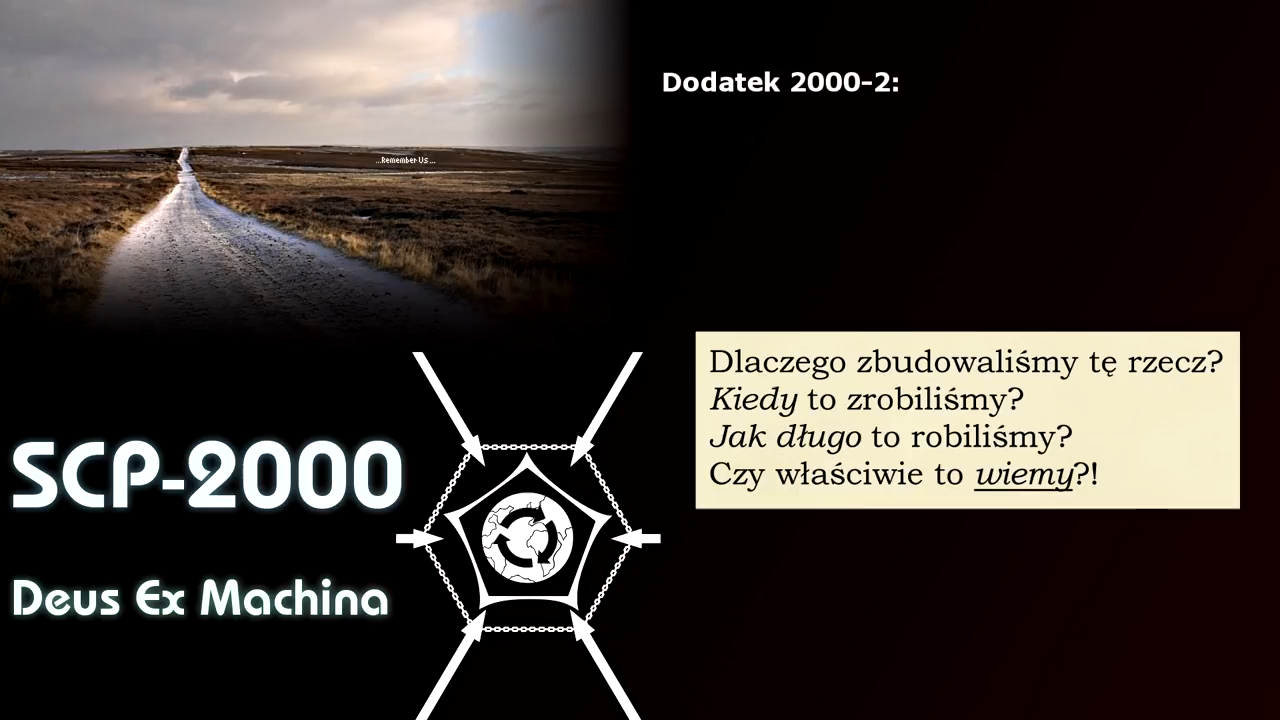 ...Remember Us...
Dodatek 2000-2:
Dlaczego zbudowaliśmy tę rzecz?
Kiedy to zrobiliśmy?
Jak długo to robiliśmy?
Czy właściwie to wiemy?!
SCP-2000
Deus Ex Machina